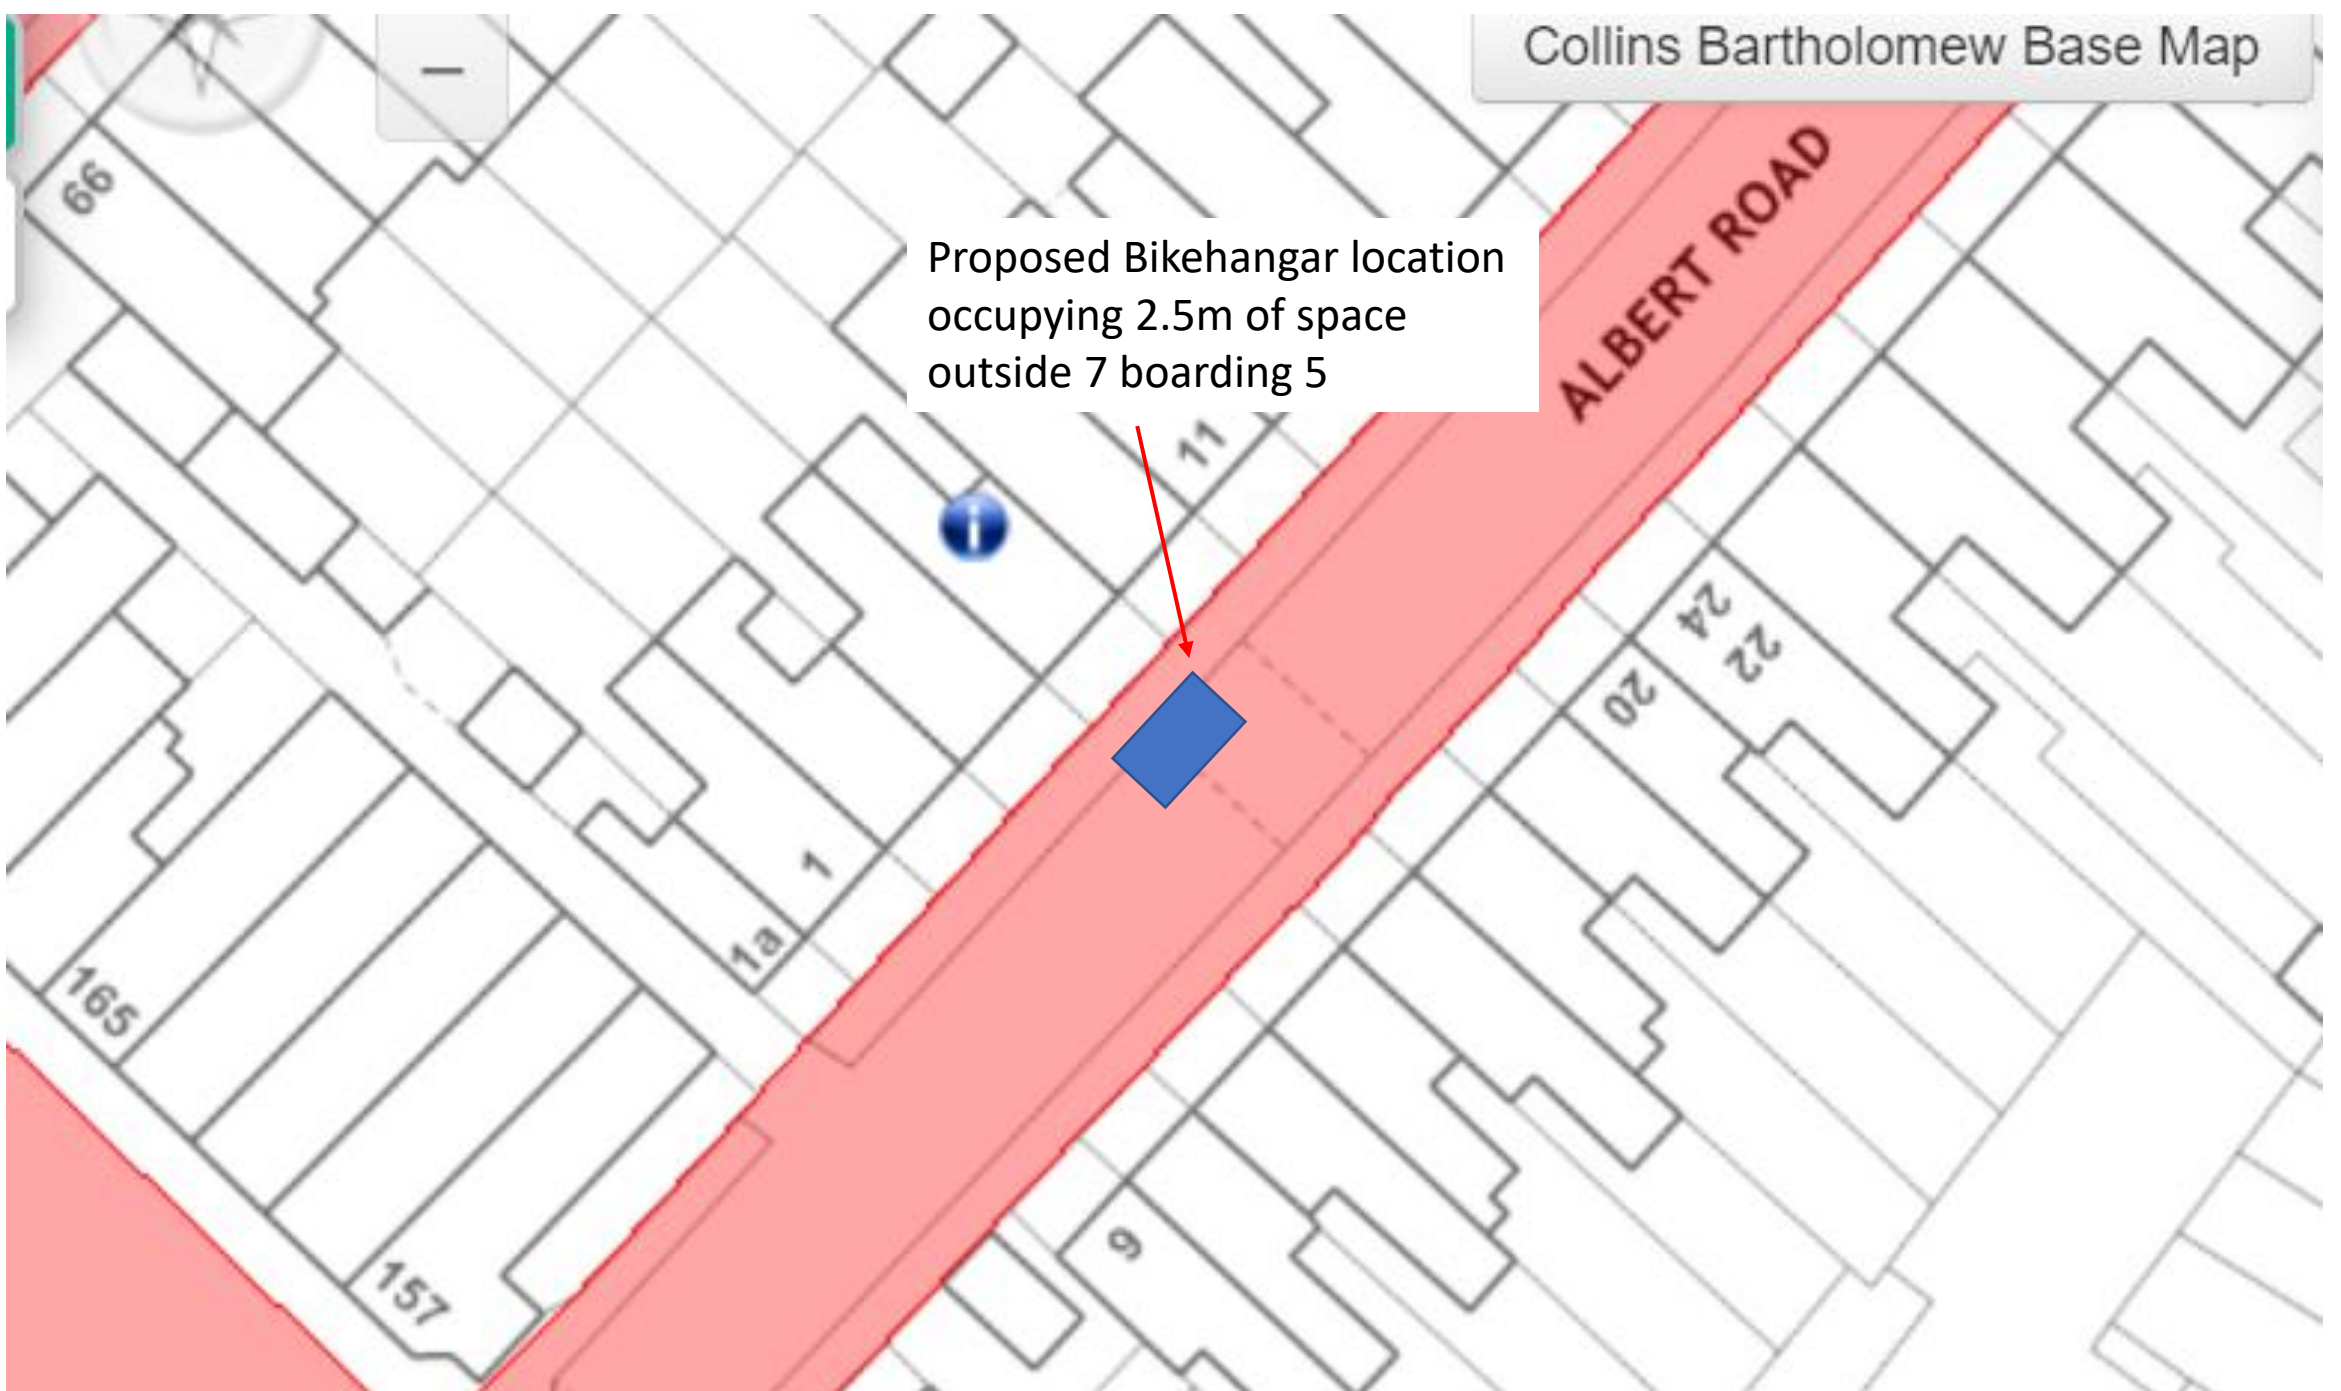 Collins Bartholomew Base Map
66
ALBERT ROAD
Proposed Bikehangar location
occupying 2.5m of space
outside 7 boarding 5
11
i
24
22
20
1
1a
165
9
157